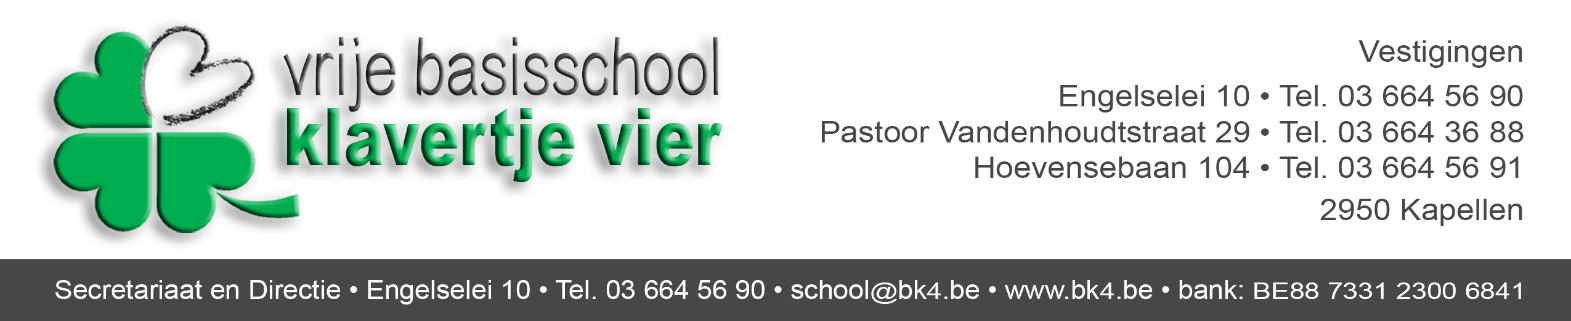 vrije basisschool
klavertje vier
Vestigingen
Engelselei 10 • Tel. 03 664 56 90
Pastoor Vandenhoudtstraat 29 • Tel. 03 664 36 88
Hoevensebaan 104 • Tel. 03 664 56 91
2950 Kapellen
Secretariaat en Directie • Engelselei 10 • Tel. 03 664 56 90 • school@bk4.be • www.bk4.be • bank: BE88 7331 2300 6841